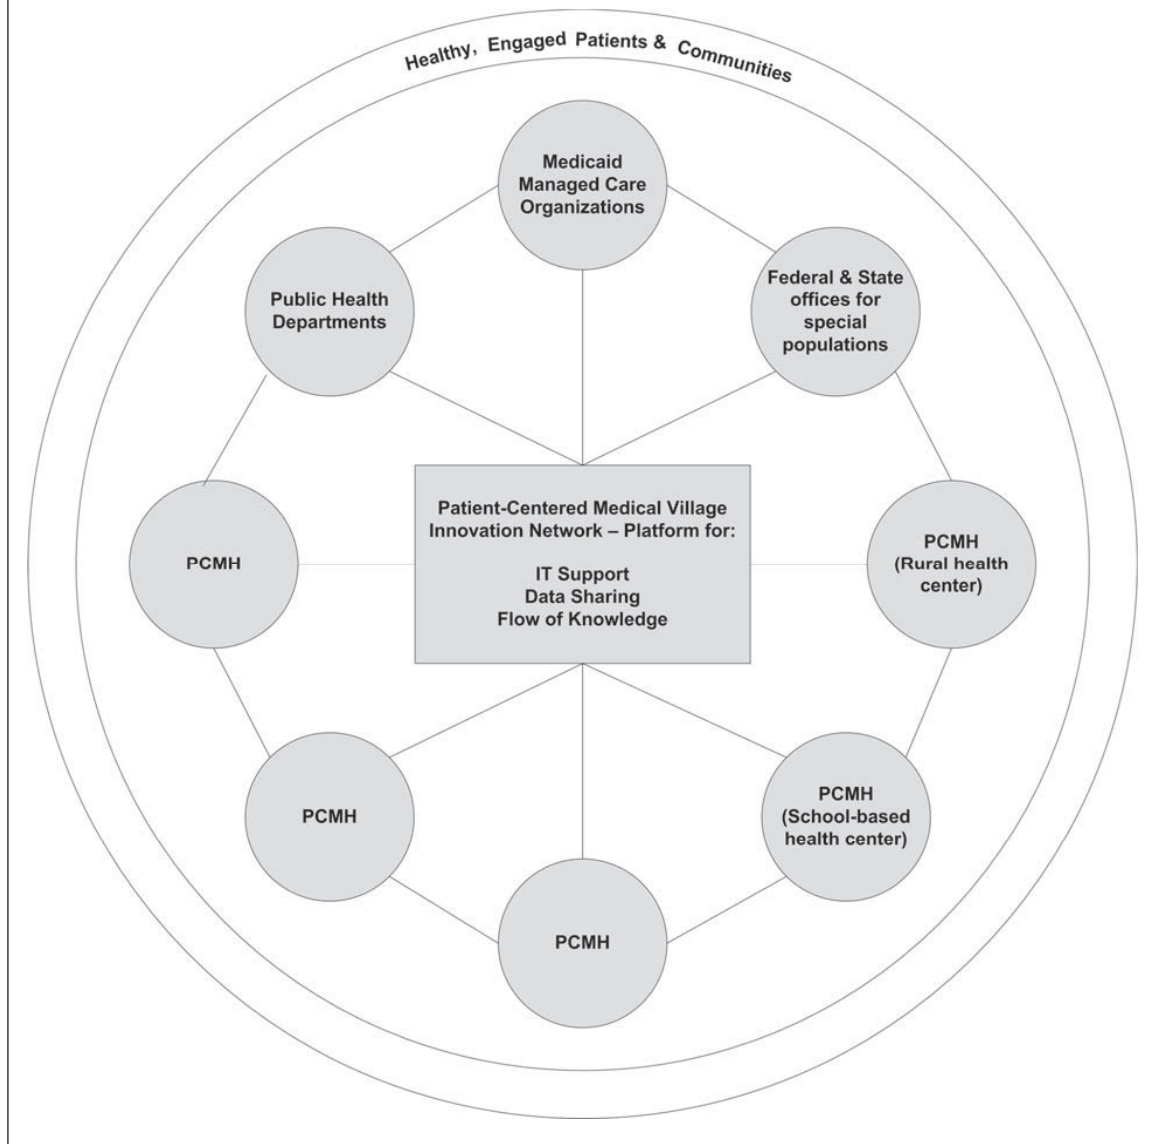 Healthy, Engaged Patients & Communities
Medicaid
Managed Care
Organizations
Public Health
Departments
Federal & State
offices for
special
populations
Patient-Centered Medical Village
Innovation Network – Platform for:
IT Support
Data Sharing
Flow of Knowledge
PCMH
PCMH
(Rural health
center)
PCMH
PCMH
(School-based
health center)
PCMH